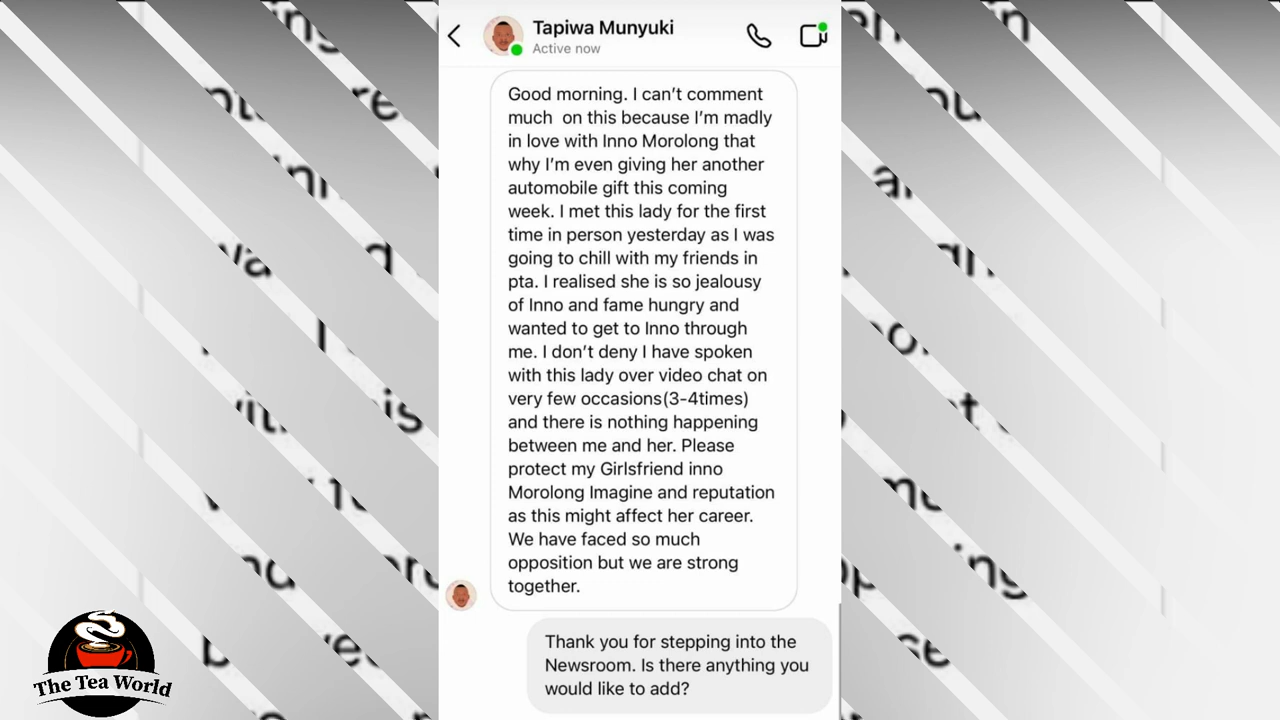 Tapiwa Munyuki
Active now
Good morning. I can't comment
much on this because I'm madly
in love with Inno Morolong that
why I'm even giving her another
automobile gift this coming
week. I met this lady for the first
time in person yesterday as I was
going to chill with my friends in
pta. I realised she is so jealousy
of Inno and fame hungry and
wanted to get to Inno through
me. I don't deny I have spoken
with this lady over video chat on
very few occasions(3-4times)
and there is nothing happening
between me and her. Please
protect my Girlsfriend inno
Morolong Imagine and reputation
as this might affect her career.
We have faced so much
opposition but we are strong
together.
Thank you for stepping into the
Newsroom. Is there anything you
would like to add?
The Tea World